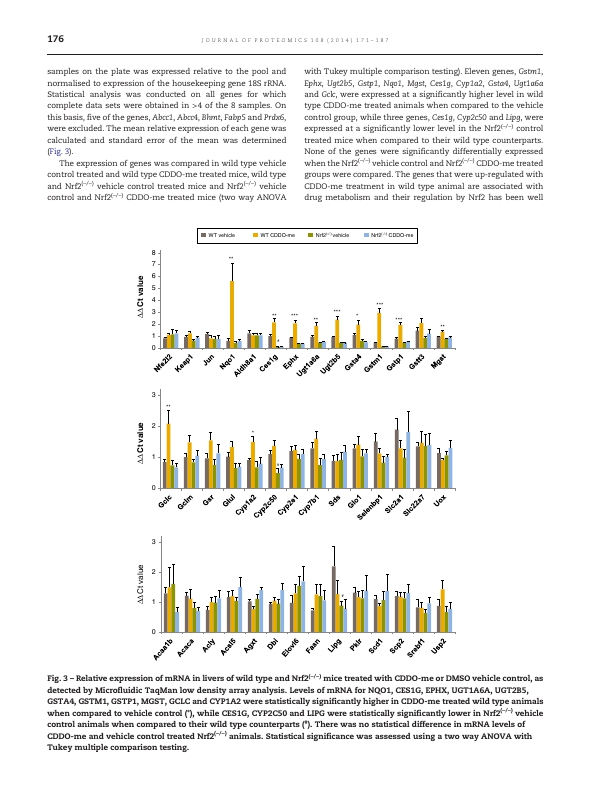 176
JOURNAL OF PROTEOMICS 108 (2014) 171–187
samples on the plate was expressed relative to the pool and
normalised to expression of the housekeeping gene 18S rRNA.
Statistical analysis was conducted on all genes for which
complete data sets were obtained in >4 of the 8 samples. On
this basis, five of the genes, Abcc1, Abcc4, Bhmt, Fabp5 and Prdx6,
were excluded. The mean relative expression of each gene was
calculated and standard error of the mean was determined
(Fig. 3).
The expression of genes was compared in wild type vehicle
control treated and wild type CDDO-me treated mice, wild type
and Nrf2(−/−) vehicle control treated mice and Nrf2(−/−) vehicle
control and Nrf2(−/−) CDDO-me treated mice (two way ANOVA
with Tukey multiple comparison testing). Eleven genes, Gstm1,
Ephx, Ugt2b5, Gstp1, Nqo1, Mgst, Ces1g, Cyp1a2, Gsta4, Ugt1a6a
and Gclc, were expressed at a significantly higher level in wild
type CDDO-me treated animals when compared to the vehicle
control group, while three genes, Ces1g, Cyp2c50 and Lipg, were
expressed at a significantly lower level in the Nrf2(−/−) control
treated mice when compared to their wild type counterparts.
None of the genes were significantly differentially expressed
when the Nrf2(−/−) vehicle control and Nrf2(−/−) CDDO-me treated
groups were compared. The genes that were up-regulated with
CDDO-me treatment in wild type animal are associated with
drug metabolism and their regulation by Nrf2 has been well
WT vehicle WT CDDO-me Nrf2(-/-) vehicle Nrf2(-/-) CDDO-me
ΔΔ Ct value
8
7
6
5
4
3
2
1
0
** ** *** ** *** * *** *** **
Nfe2l2 Keap1 Jun Nqo1 Aldh8a1 Ces1g Ephx Ugt1a6a Ugt2b5 Gsta4 Gstm1 Gstp1 Gstt3 Mgst
ΔΔ Ct value
3
2
1
0
** *
Gclc Gclm Gsr Glul Cyp1a2 Cyp2c50 Cyp2a1 Cyp7b1 Sds Glo1 Selenbp1 Slc2a1 Slc22a7 Uox
ΔΔ Ct value
3
2
1
0
Acaa1b Acaca Acly Acsl5 Agxt Dbi Elovl6 Fasn Lipg Pklr Scd1 Scp2 Srebf1 Usp2
Fig. 3 – Relative expression of mRNA in livers of wild type and Nrf2(−/−) mice treated with CDDO-me or DMSO vehicle control, as
detected by Microfluidic TaqMan low density array analysis. Levels of mRNA for NQO1, CES1G, EPHX, UGT1A6A, UGT2B5,
GSTA4, GSTM1, GSTP1, MGST, GCLC and CYP1A2 were statistically significantly higher in CDDO-me treated wild type animals
when compared to vehicle control (*), while CES1G, CYP2C50 and LIPG were statistically significantly lower in Nrf2(−/−) vehicle
control animals when compared to their wild type counterparts (#). There was no statistical difference in mRNA levels of
CDDO-me and vehicle control treated Nrf2(−/−) animals. Statistical significance was assessed using a two way ANOVA with
Tukey multiple comparison testing.